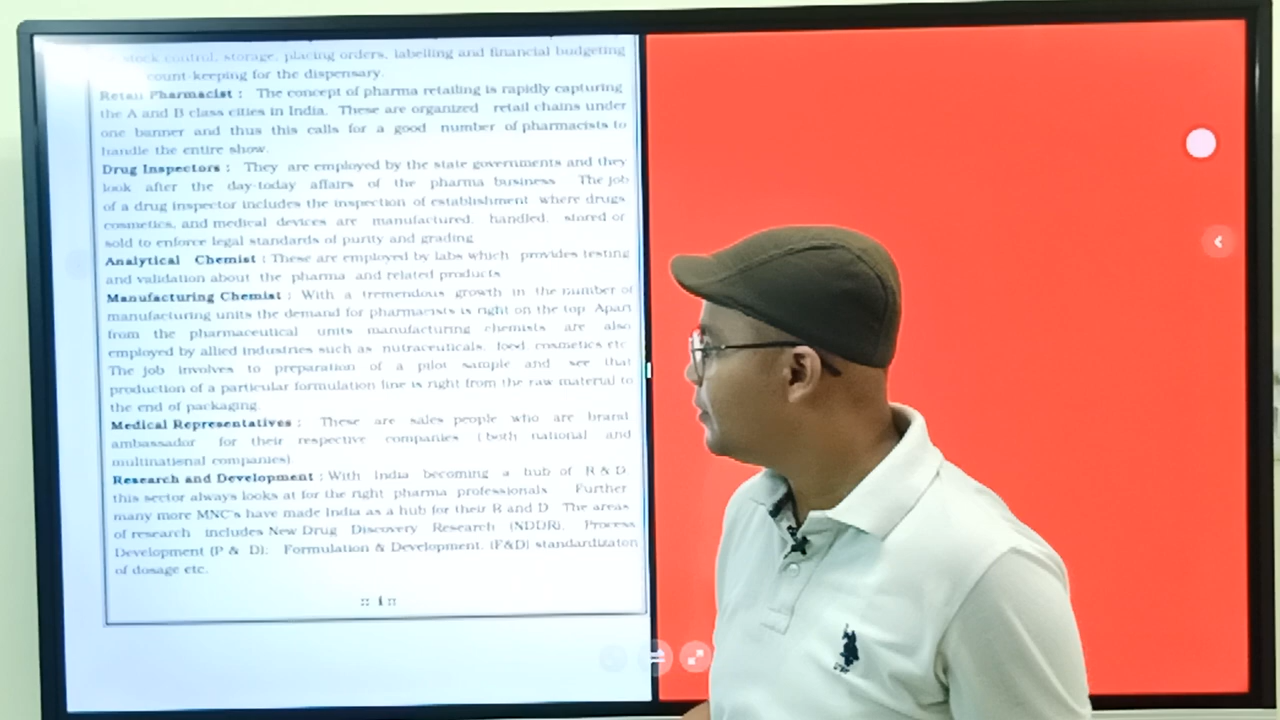 stock control, storage, placing orders, labelling and financial budgeting
count-keeping for the dispensary.
Retail Pharmacist : The concept of pharma retailing is rapidly capturing
the A and B class cities in India. These are organized retail chains under
one banner and thus this calls for a good number of pharmacists to
handle the entire show.
Drug Inspectors : They are employed by the state governments and they
look after the day-today affairs of the pharma business The job
of a drug inspector includes the inspection of establishment where drugs
cosmetics, and medical devices are manufactured, handled, stored or
sold to enforce legal standards of purity and grading
Analytical Chemist : These are employed by labs which provides testing
and validation about the pharma and related products
Manufacturing Chemist : With a tremendous growth in the number of
manufacturing units the demand for pharmacists is right on the top Apart
from the pharmaceutical units manufacturing chemists are also
employed by allied industries such as nutraceuticals, food cosmetics etc
The job involves to preparation of a pilot sample and see that
production of a particular formulation line is right from the raw material to
the end of packaging
Medical Representatives : These are sales people who are brand
ambassador for their respective companies (both national and
multinational companies)
Research and Development : With India becoming a hub of R & D
this sector always looks at for the right pharma professionals Further
many more MNC's have made India as a hub for their R and D The areas
of research includes New Drug Discovery Research (NDDR), Process
Development (P & D); Formulation & Development, (F&D) standardizaton
of dosage etc.
:: i ::